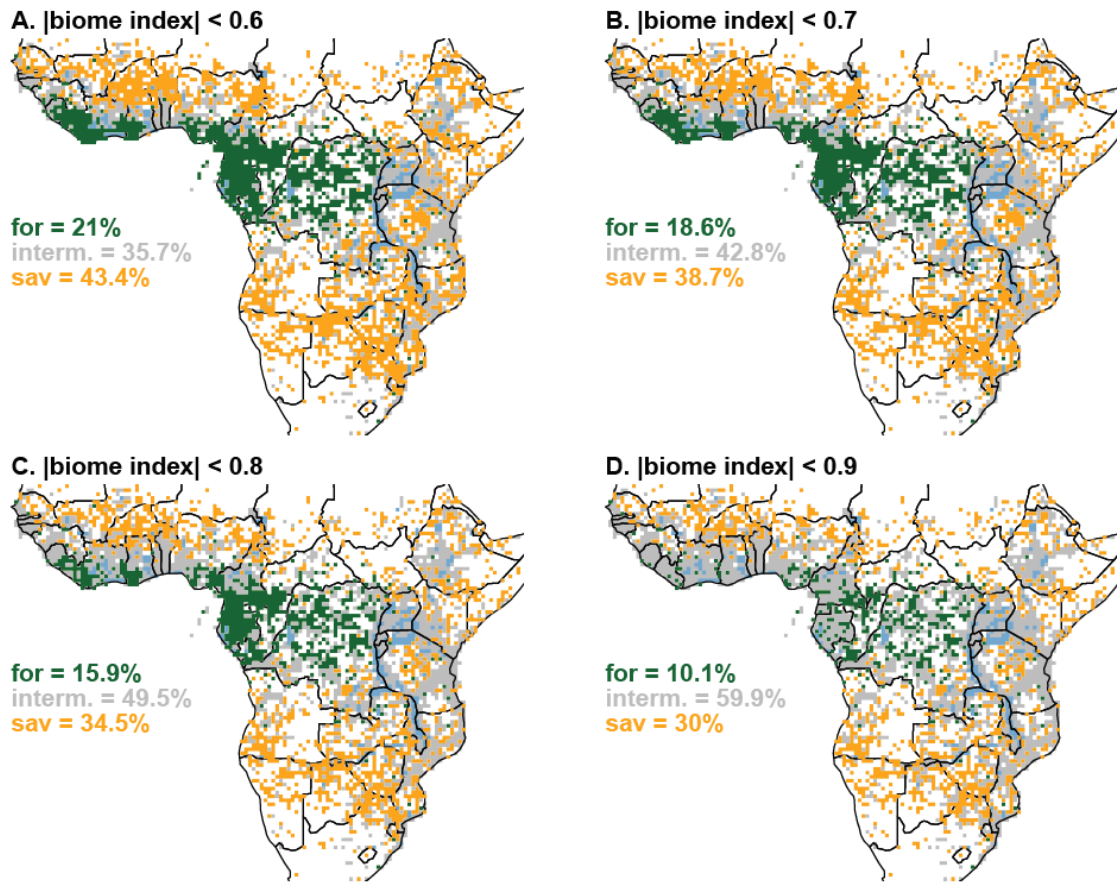 A. |biome index| < 0.6
for = 21%
interm. = 35.7%
sav = 43.4%
B. |biome index| < 0.7
for = 18.6%
interm. = 42.8%
sav = 38.7%
C. |biome index| < 0.8
for = 15.9%
interm. = 49.5%
sav = 34.5%
D. |biome index| < 0.9
for = 10.1%
interm. = 59.9%
sav = 30%